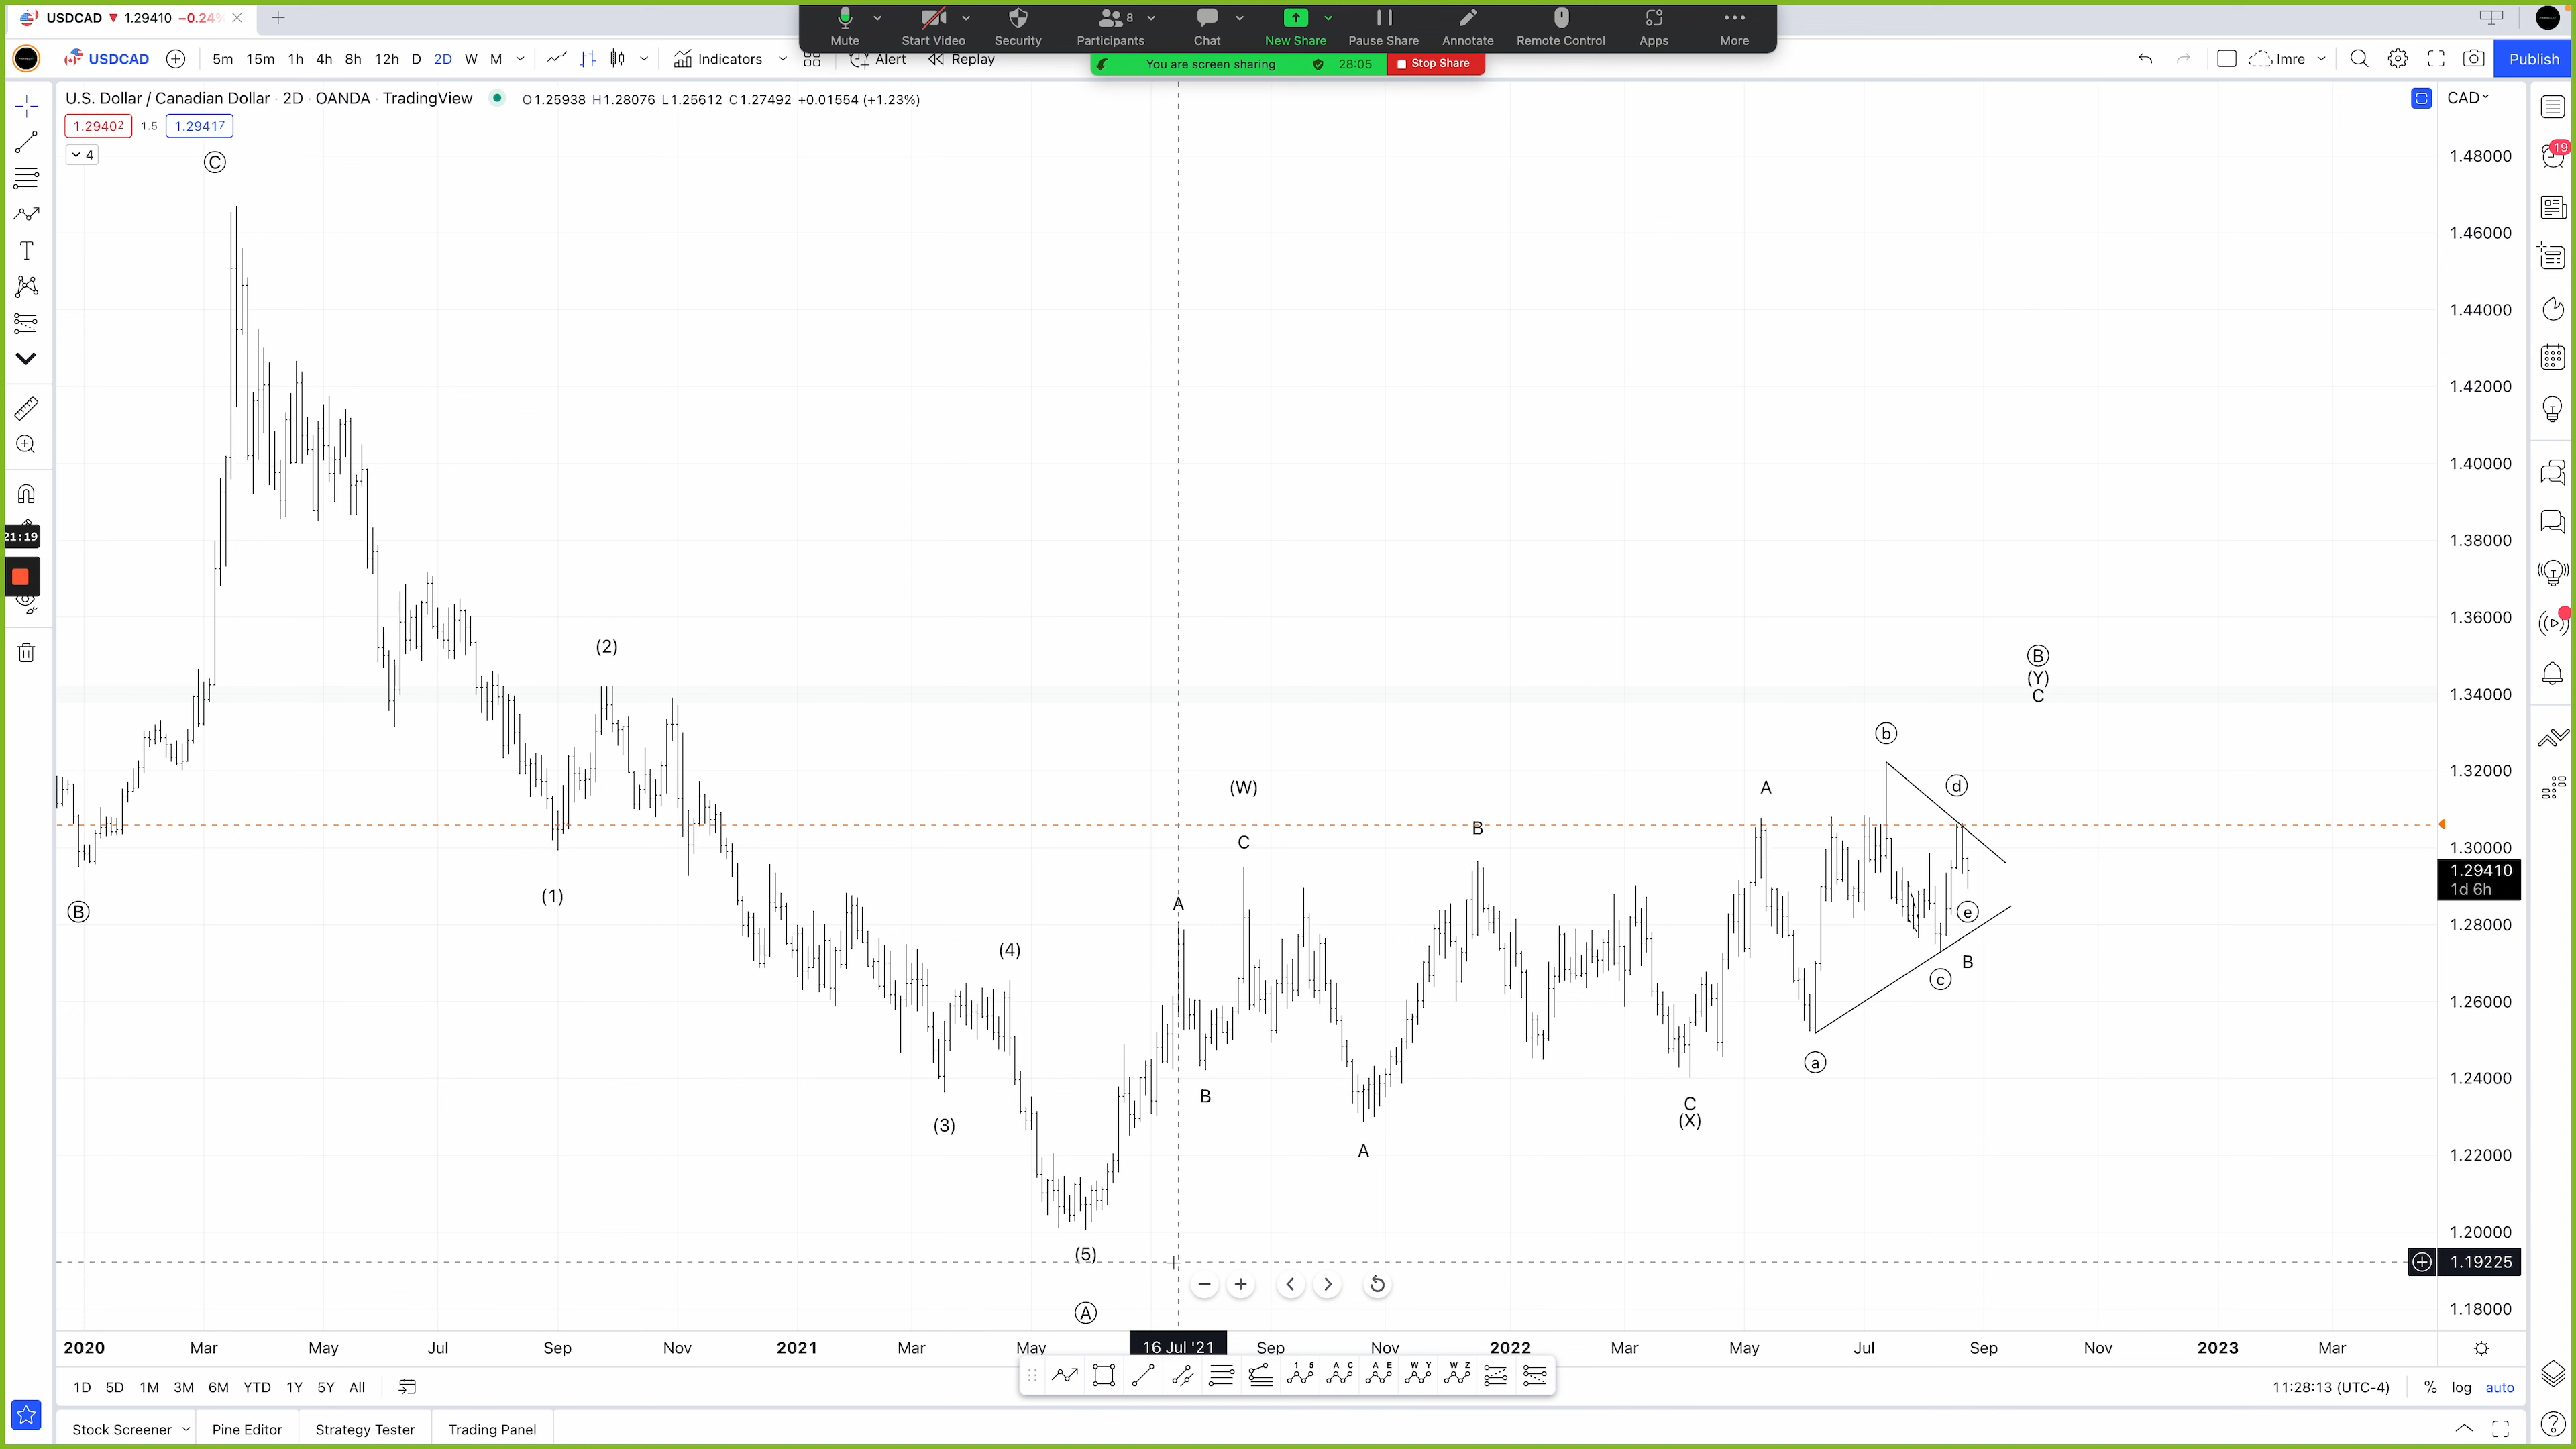 USDCAD ▼ 1.29410 −0.24%
Mute
Start Video
Security
8
Participants
Chat
New Share
Pause Share
Annotate
Remote Control
Apps
More
You are screen sharing
28:05
Stop Share
USDCAD
5m 15m 1h 4h 8h 12h D 2D W M
Indicators
Alert
Replay
Imre
Publish
U.S. Dollar / Canadian Dollar · 2D · OANDA · TradingView
O1.25938 H1.28076 L1.25612 C1.27492 +0.01554 (+1.23%)
CAD
1.29402 1.5 1.29417
4
19
21:19
C
B
(1)
(2)
(3)
(4)
(5)
A
A
B
(W)
C
A
B
C
(X)
A
a
b
c
d
e
B
B
(Y)
C
1.48000
1.46000
1.44000
1.42000
1.40000
1.38000
1.36000
1.34000
1.32000
1.30000
1.29410
1d 6h
1.28000
1.26000
1.24000
1.22000
1.20000
1.19225
1.18000
2020 Mar May Jul Sep Nov 2021 Mar May 16 Jul '21 Sep Nov 2022 Mar May Jul Sep Nov 2023 Mar
1 5
A C
A E
W Y
W Z
1D 5D 1M 3M 6M YTD 1Y 5Y All
11:28:13 (UTC-4) % log auto
Stock Screener Pine Editor Strategy Tester Trading Panel